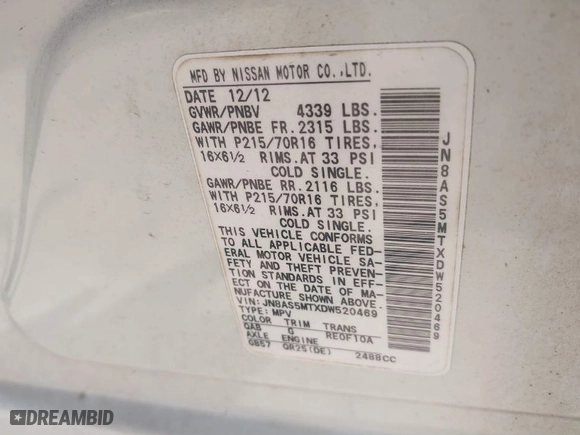 MFD BY NISSAN MOTOR CO.,LTD.
DATE 12/12
GVWR/PNBV 4339 LBS.
GAWR/PNBE FR.2315 LBS.
WITH P215/70R16 TIRES,
16X6½ RIMS.AT 33 PSI
COLD SINGLE.
GAWR/PNBE RR.2116 LBS.
WITH P215/70R16 TIRES,
16X6½ RIMS.AT 33 PSI
COLD SINGLE.
THIS VEHICLE CONFORMS
TO ALL APPLICABLE FED-
ERAL MOTOR VEHICLE SA-
FETY AND THEFT PREVEN-
TION STANDARDS IN EFF-
ECT ON THE DATE OF MA-
NUFACTURE SHOWN ABOVE.
VIN: JN8AS5MTXDW520469
TYPE: MPV
COLOR TRIM TRANS
QAB G RE0F10A
AXLE ENGINE
GB57 QR25(DE) 2488CC
JN8AS5MTXDW520469
DREAMBID